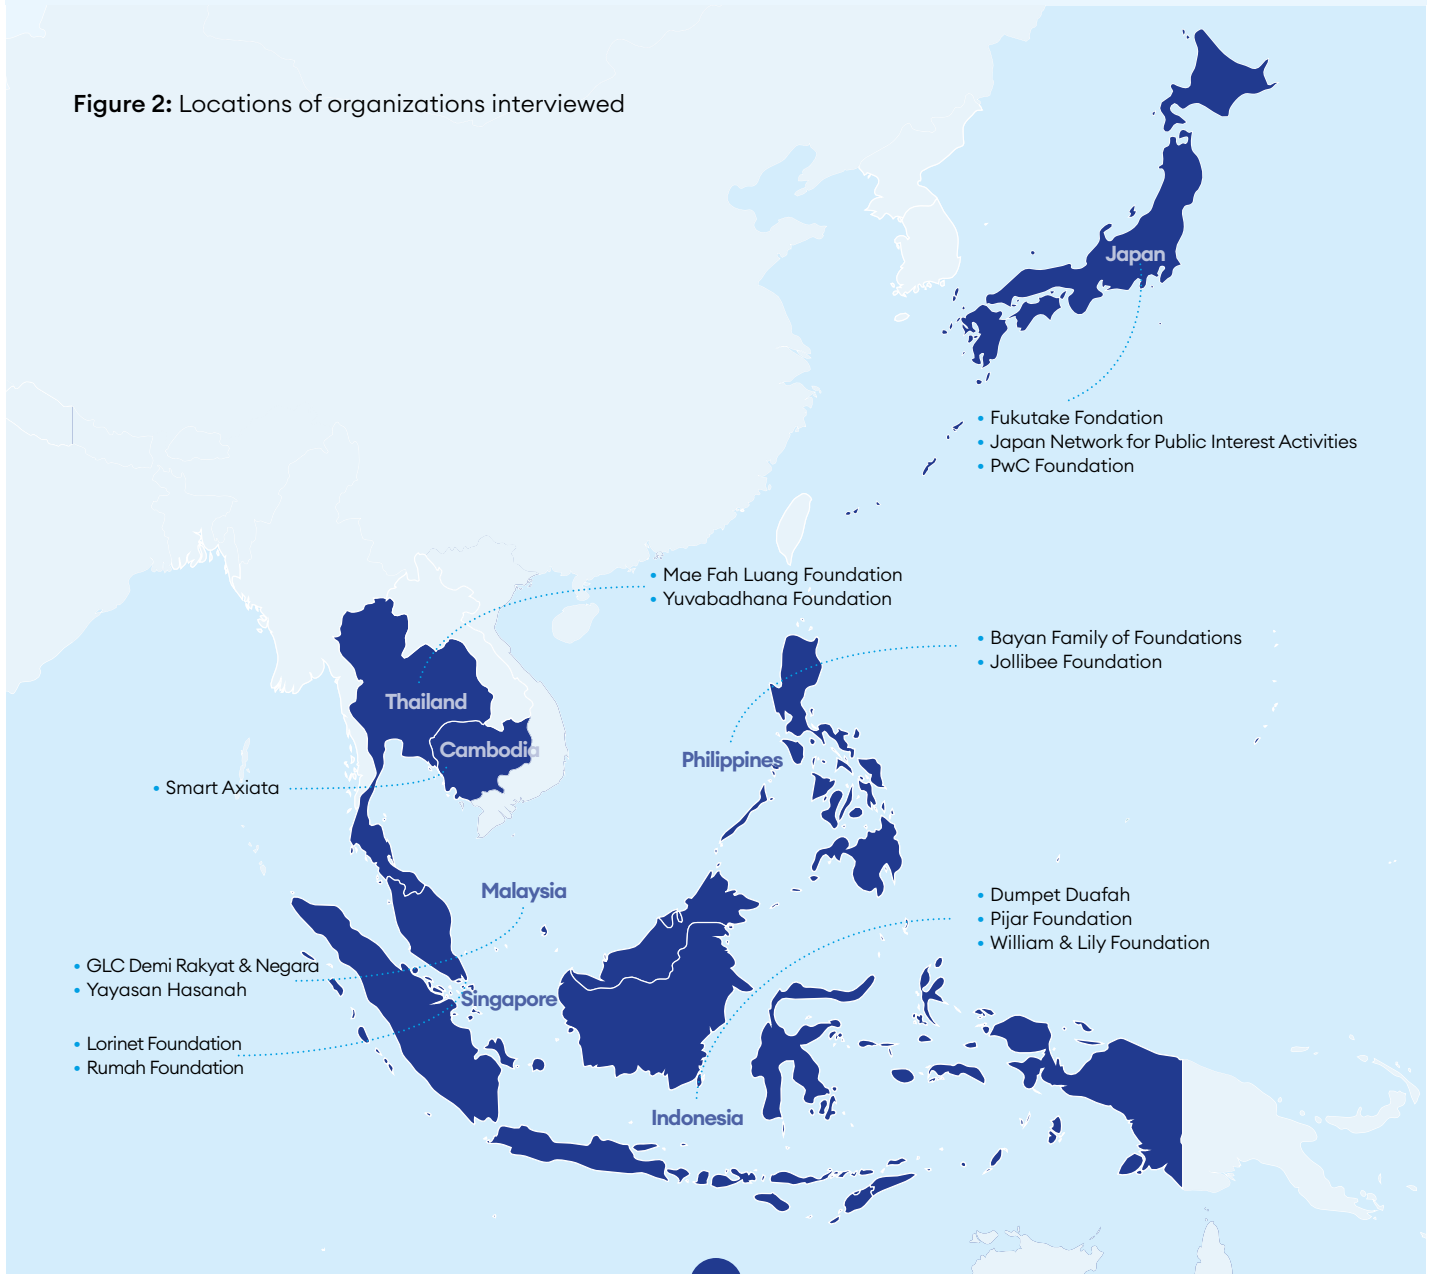 Figure 2: Locations of organizations interviewed
Japan
• Fukutake Fondation
• Japan Network for Public Interest Activities
• PwC Foundation
• Mae Fah Luang Foundation
• Yuvabadhana Foundation
• Bayan Family of Foundations
• Jollibee Foundation
Thailand
Cambodia
Philippines
• Smart Axiata
Malaysia
• Dumpet Duafah
• Pijar Foundation
• William & Lily Foundation
• GLC Demi Rakyat & Negara
• Yayasan Hasanah
Singapore
• Lorinet Foundation
• Rumah Foundation
Indonesia